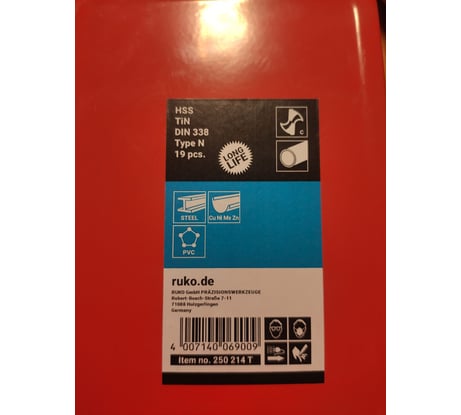 HSS
TiN
DIN 338
Type N
19 pcs.
LONG
LIFE
C
STEEL
Cu Ni Ms Zn
PVC
ruko.de
RUKO GmbH PRÄZISIONSWERKZEUGE
Robert-Bosch-Straße 7-11
71088 Holzgerlingen
Germany
4 007140 069009
Item no. 250 214 T